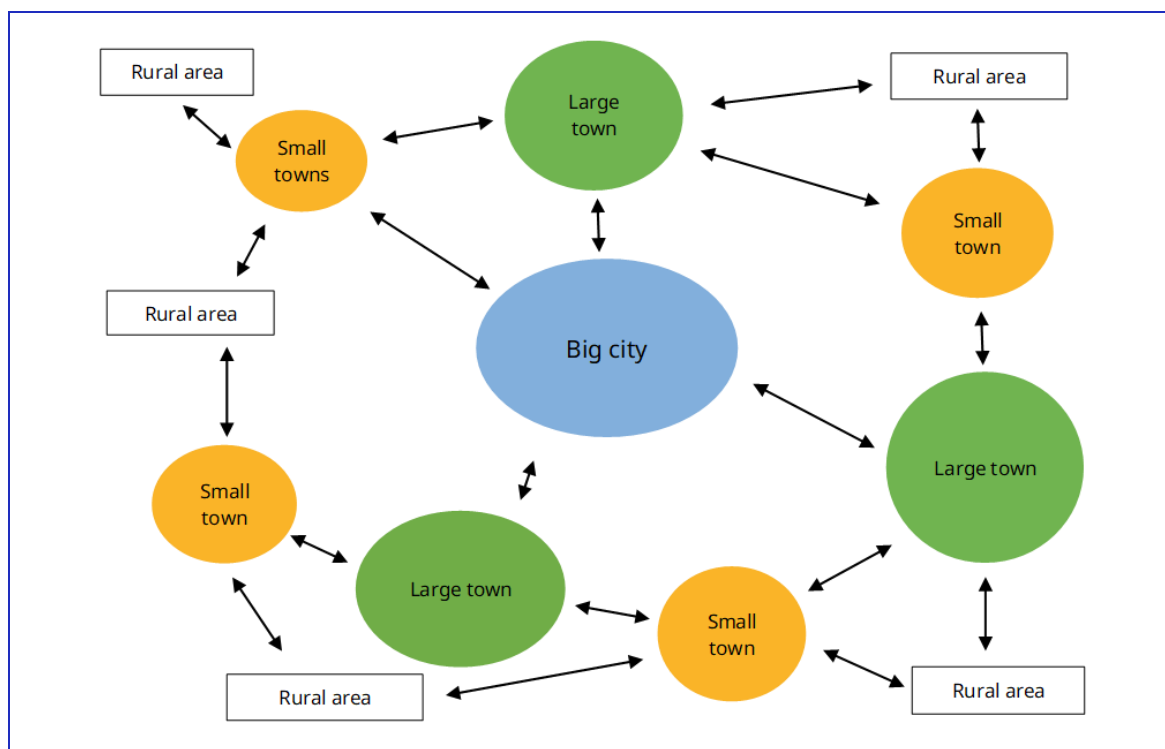 Rural area
Large
town
Rural area
Small
towns
Small
town
Rural area
Big city
Large town
Small
town
Large town
Small
town
Rural area
Rural area